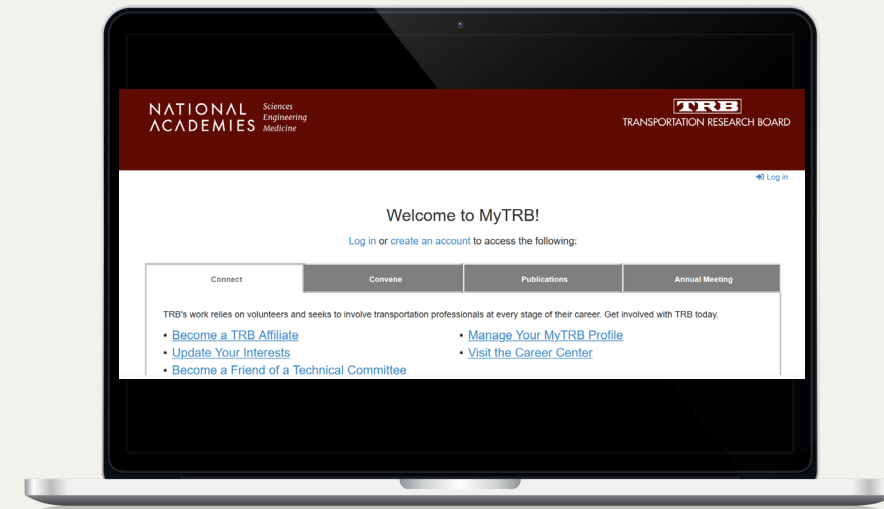 NATIONAL
ACADEMIES
Sciences
Engineering
Medicine
TRB
TRANSPORTATION RESEARCH BOARD
Log in
Welcome to MyTRB!
Log in or create an account to access the following:
Connect Convene Publications Annual Meeting
TRB's work relies on volunteers and seeks to involve transportation professionals at every stage of their career. Get involved with TRB today.
• Become a TRB Affiliate
• Update Your Interests
• Become a Friend of a Technical Committee
• Manage Your MyTRB Profile
• Visit the Career Center